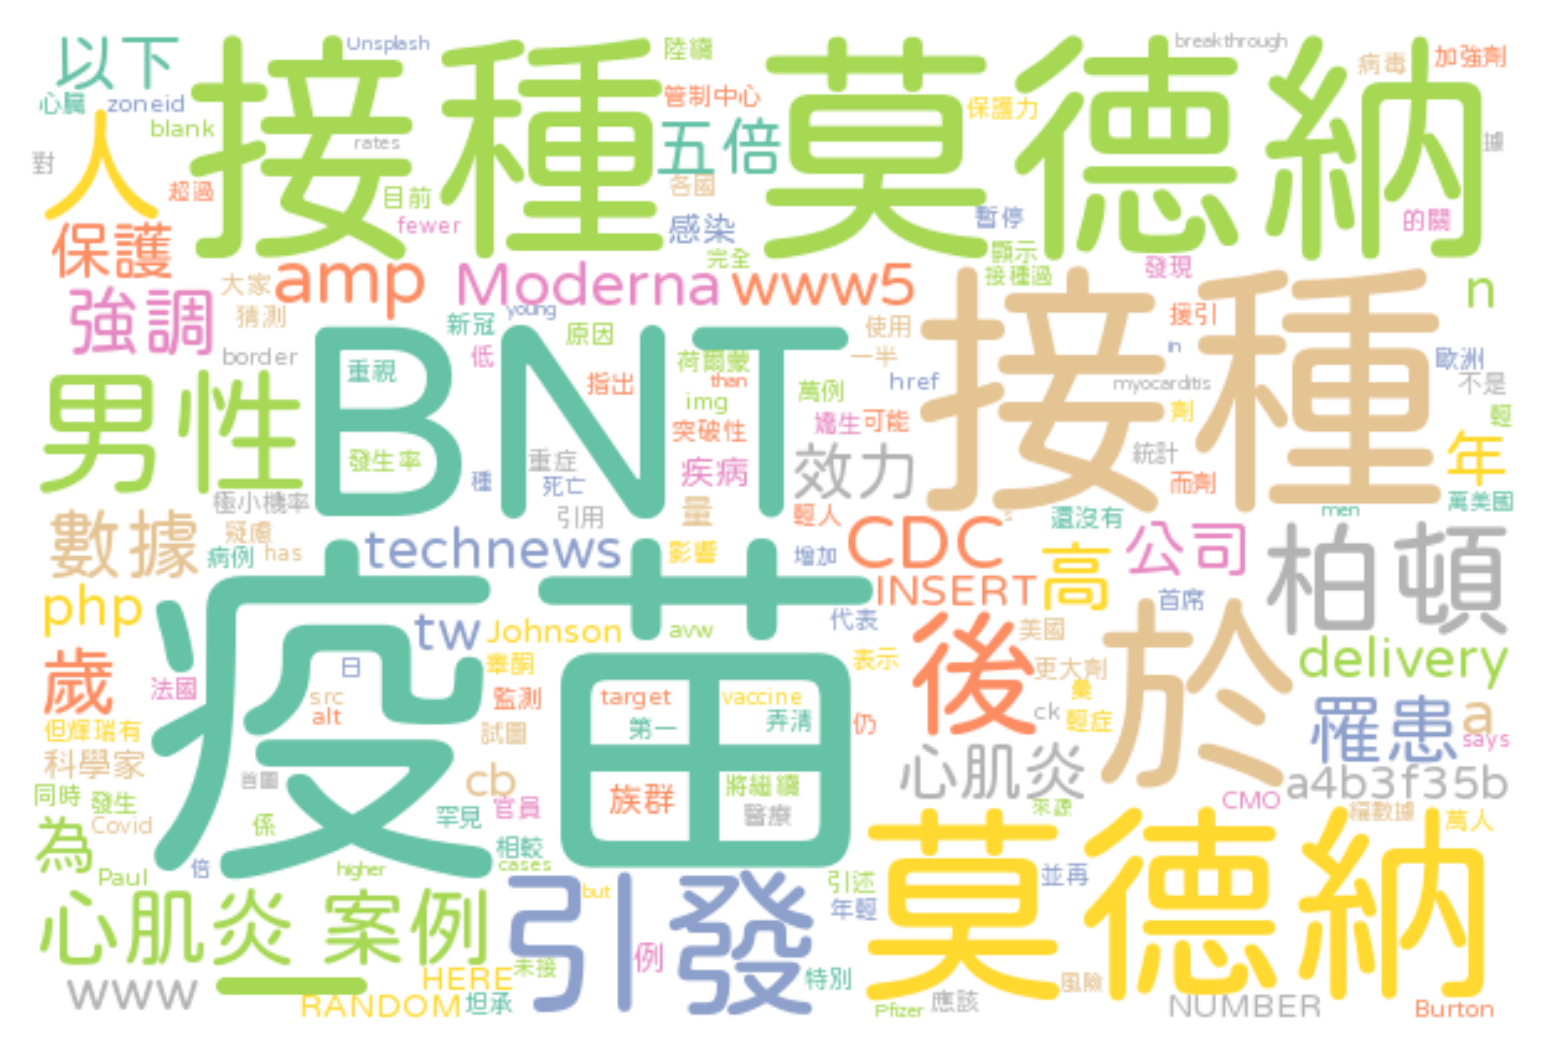 以下 接種 莫德納
Unsplash 陸續 breakthrough 病毒 加強劑
心臟 zoneid 管制中心 保護力
人 blank rates 五倍 據
對 超過 目前 各國
保護 fewer 感染 暫停 的關
amp Moderna www5 完全 顯示 接種過 發現 n
強調 大家 猜測 young 新冠 原因 使用 接種 援引
border 低 荷爾蒙 一半 in 歐洲
男性 BNT 重視 指出 than 萬例 href myocarditis 不是
img 嬌生 可能 劑 輕
發生率 重症 突破性 疾病 效力 統計 年
極小機率 種 死亡 量 而劑 萬美國
數據 疑慮 引用 輕人 CDC s 還沒有 men
病例 has technews 影響 增加 高 公司 柏頓
php 疫苗 INSERT 首席
tw Johnson avw 代表 後 美國 於 delivery
歲 法國 日 睾酮 表示 更大劑
src alt 監測 target vaccine ck 輕症 罹患 a
但輝瑞有 試圖 第一 弄清 仍 says
科學家 首圖 cb 心肌炎 a4b3f35b
同時 發生 官員 族群 將繼續 CMO
Covid 係 罕見 醫療 來源 莫德納 編數據 萬人
為 相較 cases
Paul 倍 higher 並再
心肌炎 案例 引發 but 引述 年輕
www 一 HERE 未接 例 特別 風險
RANDOM 坦承 Pfizer 應該 NUMBER Burton